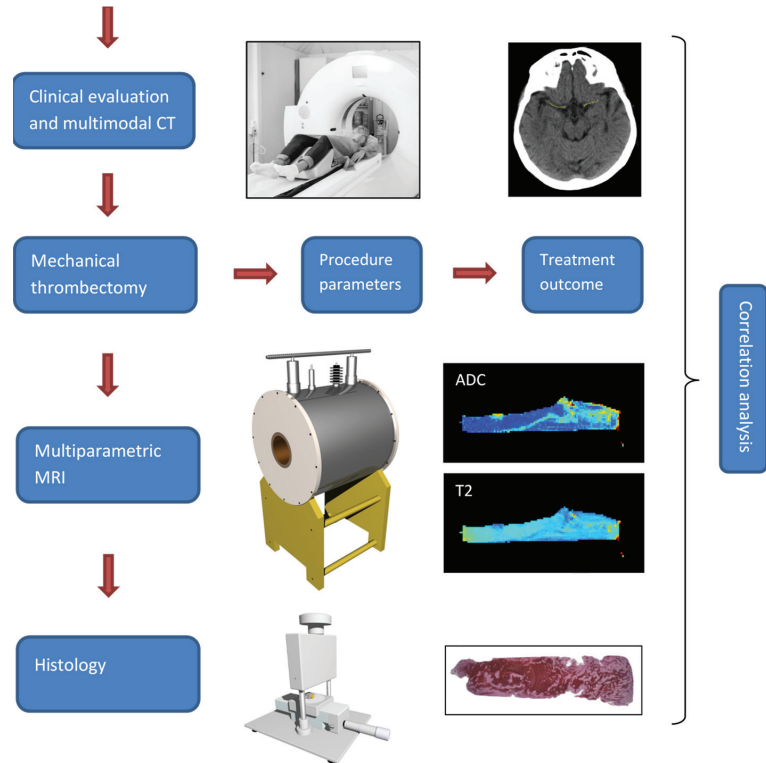 Clinical evaluation
and multimodal CT
Mechanical
thrombectomy
Procedure
parameters
Treatment
outcome
ADC
Multiparametric
MRI
T2
Histology
Correlation analysis